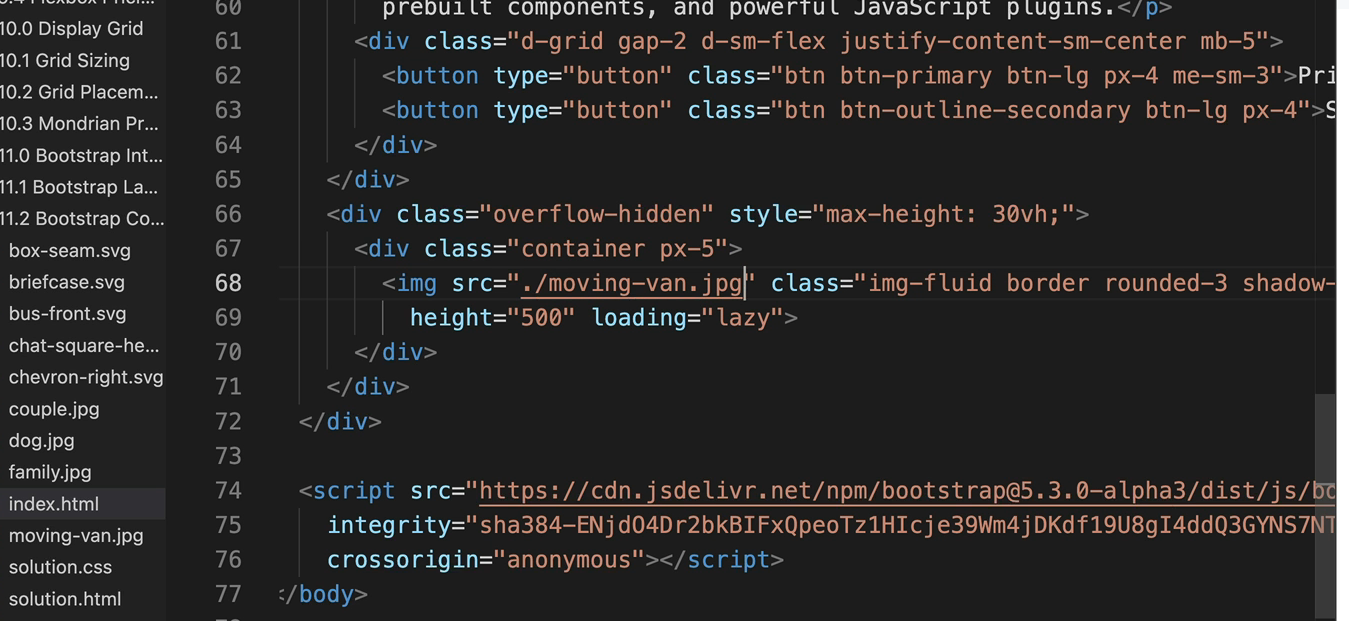 10.0 Display Grid
10.1 Grid Sizing
10.2 Grid Placem...
10.3 Mondrian Pr...
11.0 Bootstrap Int...
11.1 Bootstrap La...
11.2 Bootstrap Co...
box-seam.svg
briefcase.svg
bus-front.svg
chat-square-he...
chevron-right.svg
couple.jpg
dog.jpg
family.jpg
index.html
moving-van.jpg
solution.css
solution.html
60 prebuilt components, and powerful JavaScript plugins.</p>
61 <div class="d-grid gap-2 d-sm-flex justify-content-sm-center mb-5">
62 <button type="button" class="btn btn-primary btn-lg px-4 me-sm-3">Pri
63 <button type="button" class="btn btn-outline-secondary btn-lg px-4">S
64 </div>
65 </div>
66 <div class="overflow-hidden" style="max-height: 30vh;">
67 <div class="container px-5">
68 <img src="./moving-van.jpg" class="img-fluid border rounded-3 shadow-
69 height="500" loading="lazy">
70 </div>
71 </div>
72 </div>
73
74 <script src="https://cdn.jsdelivr.net/npm/bootstrap@5.3.0-alpha3/dist/js/bo
75 integrity="sha384-ENjdO4Dr2bkBIFxQpeoTz1HIcje39Wm4jDKdf19U8gI4ddQ3GYNS7NT
76 crossorigin="anonymous"></script>
77 </body>